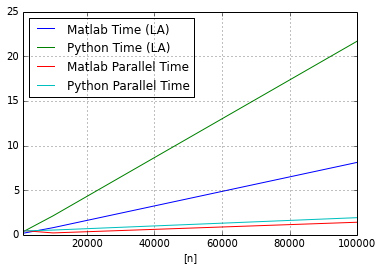 25
Matlab Time (LA)
Python Time (LA)
Matlab Parallel Time
Python Parallel Time
20
15
10
5
0
20000 40000 60000 80000 100000
[n]